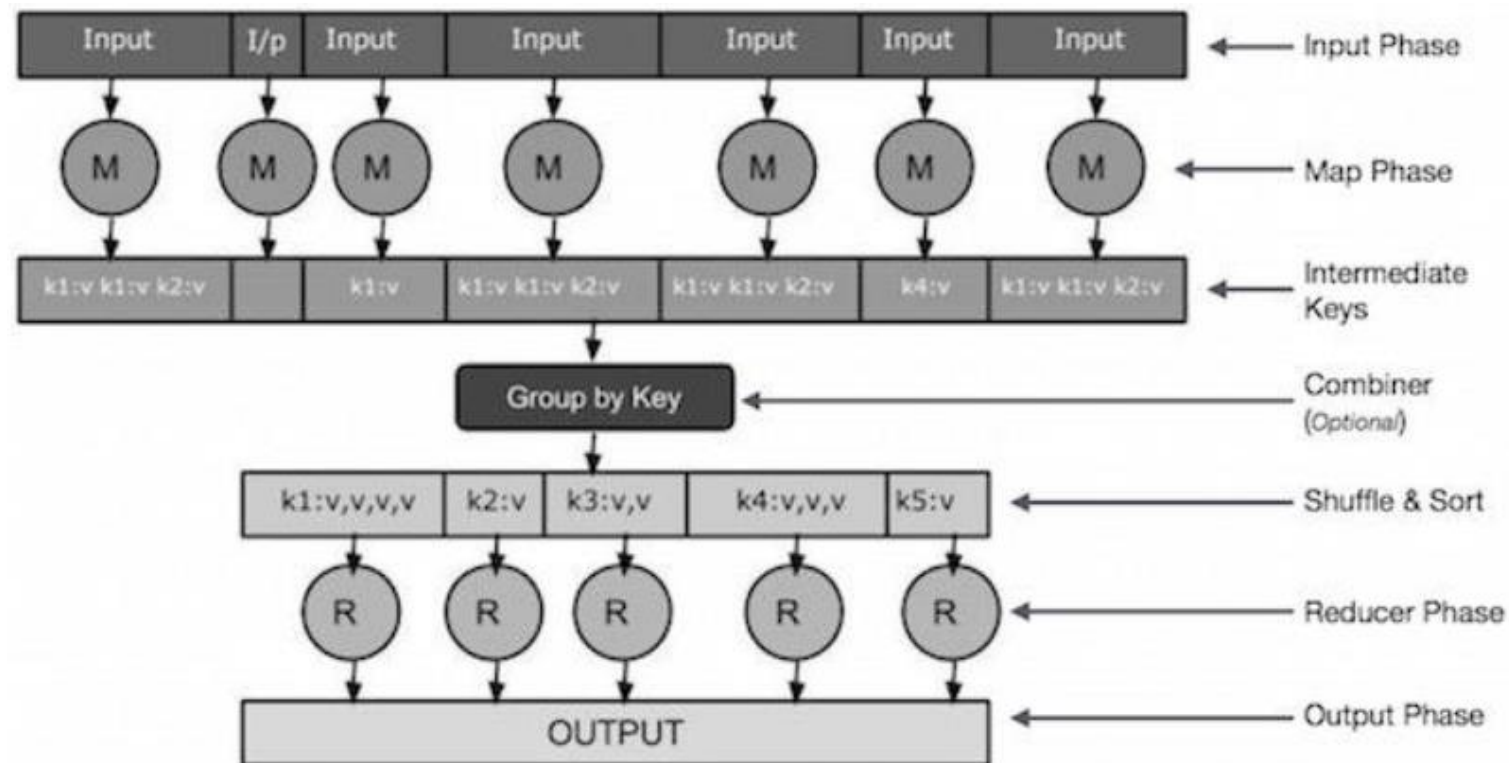 Input I/p Input Input Input Input Input Input Phase
M M M M M M M Map Phase
k1:v k1:v k2:v k1:v k1:v k1:v k2:v k1:v k1:v k2:v k4:v k1:v k1:v k2:v Intermediate
Keys
Group by Key Combiner
(Optional)
k1:v,v,v,v k2:v k3:v,v k4:v,v,v k5:v Shuffle & Sort
R R R R R Reducer Phase
OUTPUT Output Phase